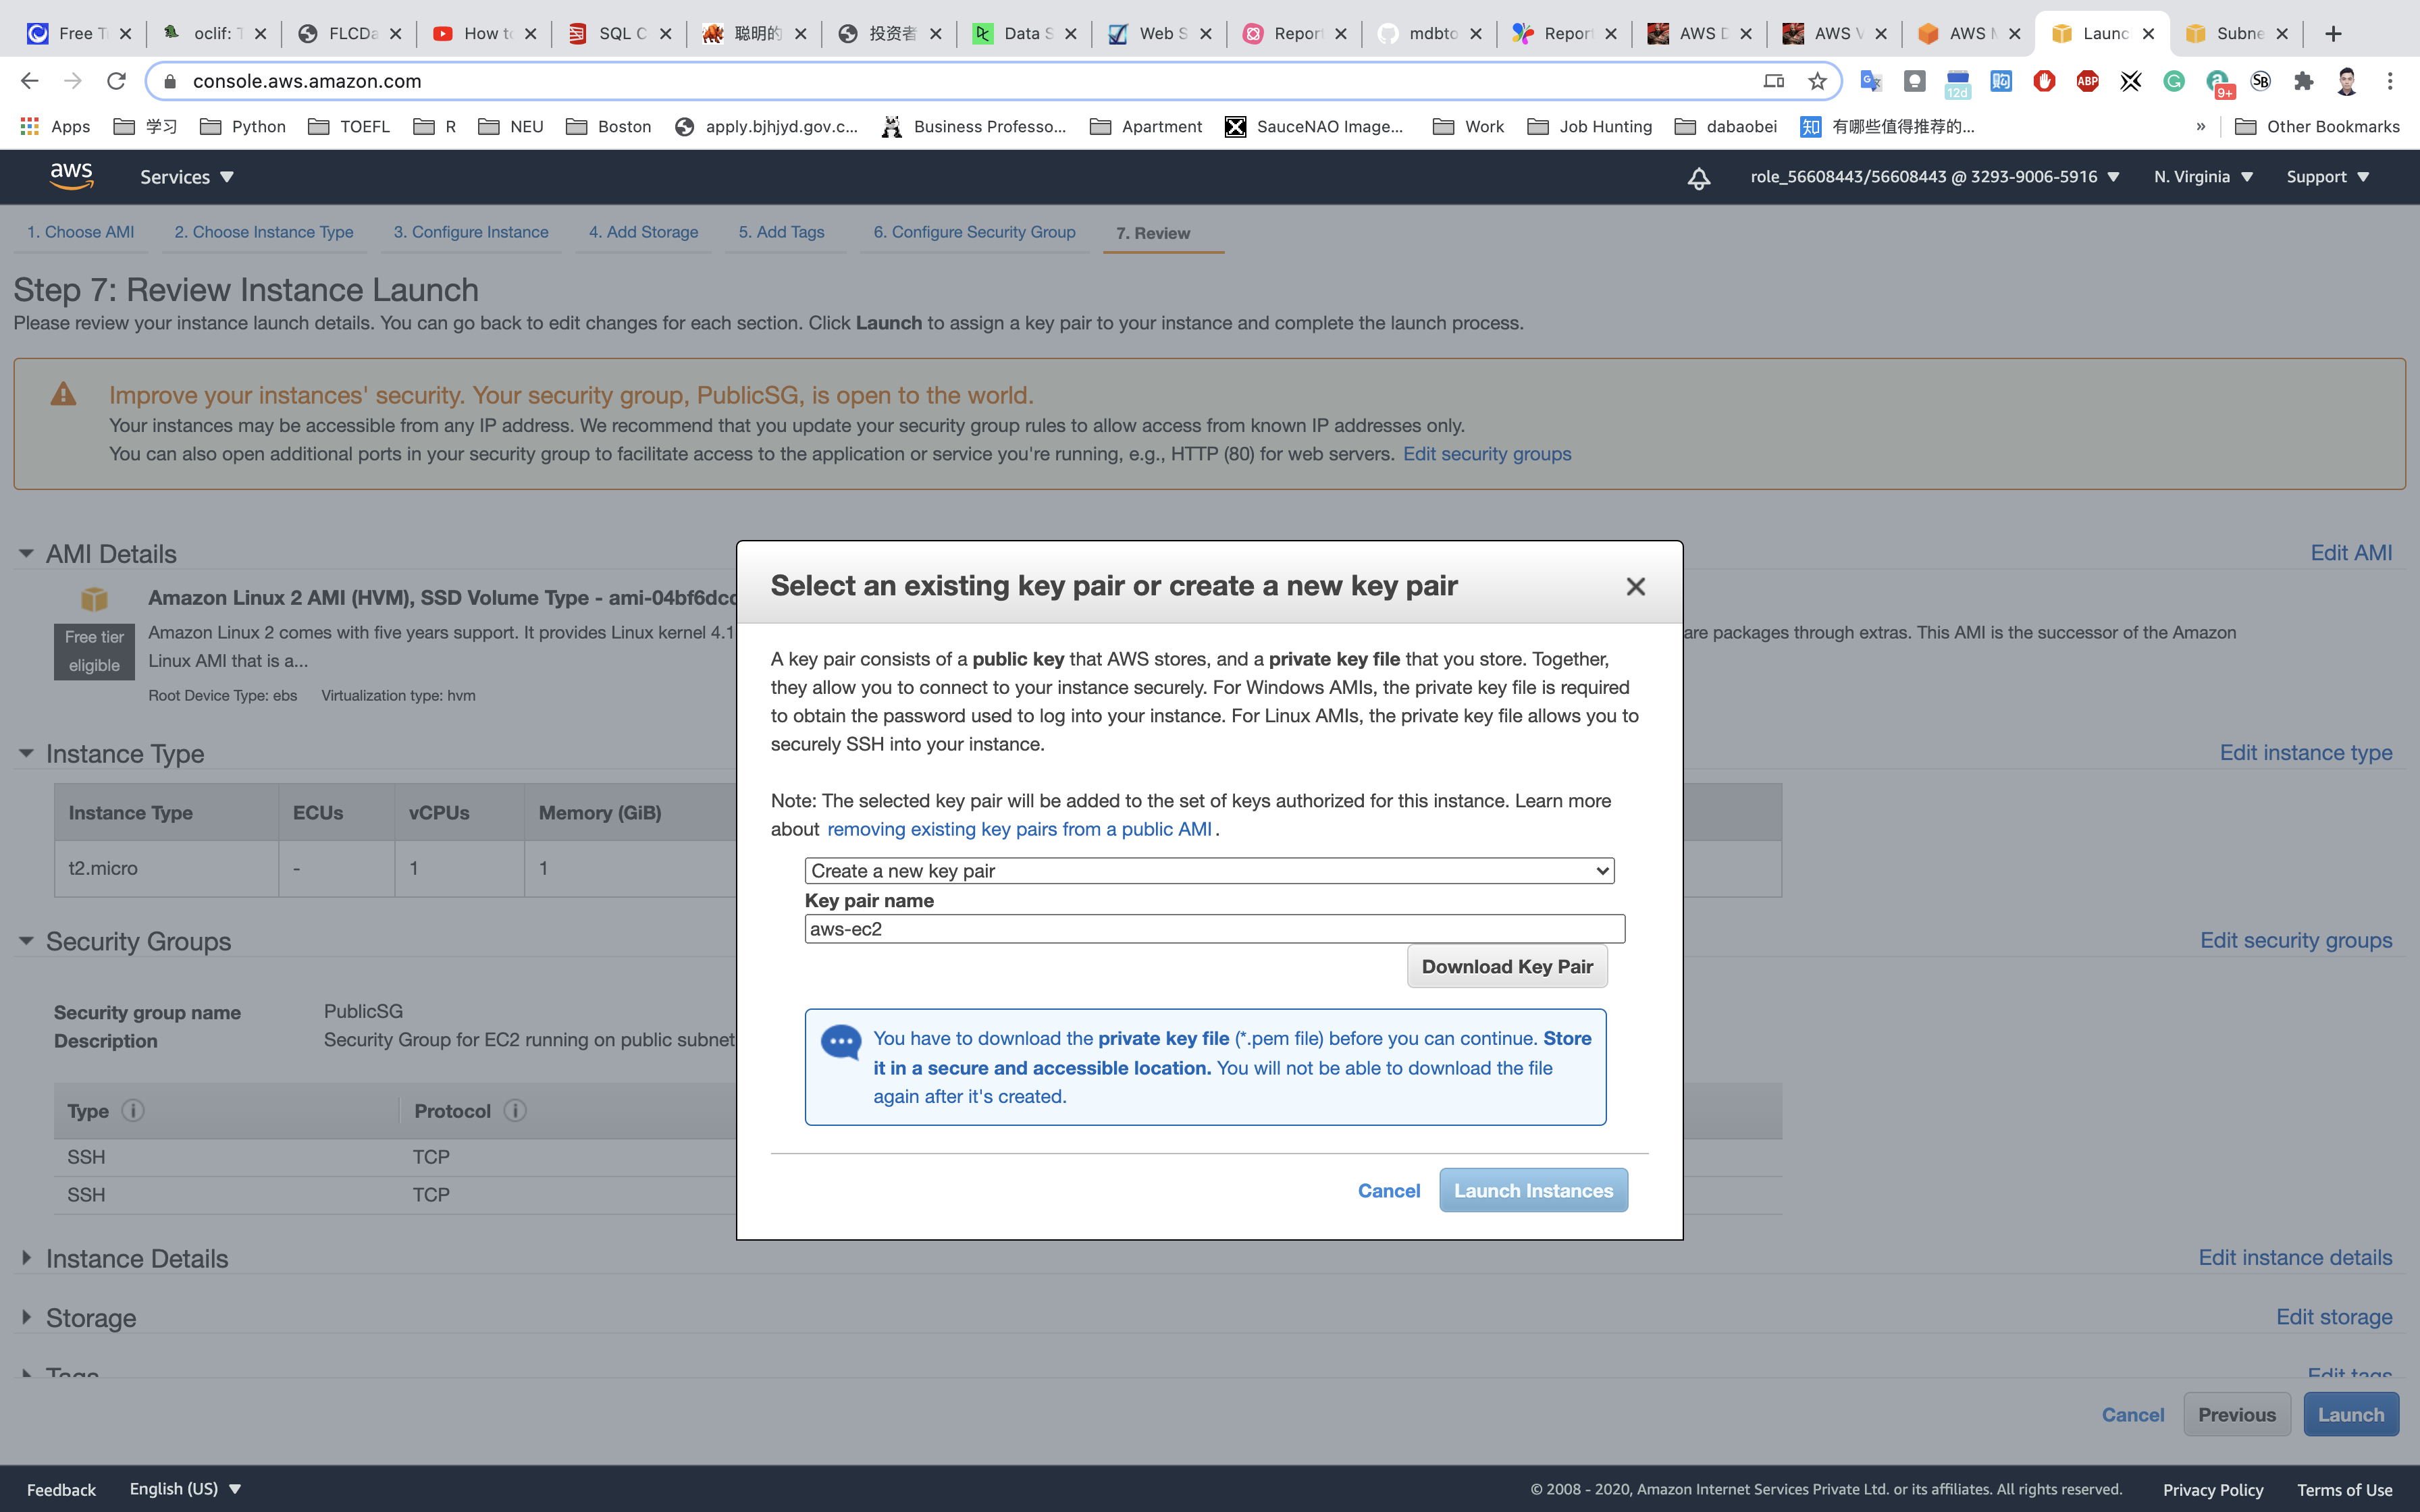 Free T
oclif: T
FLCDa
How to
SQL C
聪明的
投资者
Data S
Web S
Report
mdbto
Report
AWS D
AWS V
AWS M
Launc
Subne
console.aws.amazon.com
12d
ABP
9+
Apps
学习
Python
TOEFL
R
NEU
Boston
apply.bjhjyd.gov.c...
Business Professo...
Apartment
SauceNAO Image...
Work
Job Hunting
dabaobei
知 有哪些值得推荐的...
»
Other Bookmarks
aws
Services
role_56608443/56608443 @ 3293-9006-5916
N. Virginia
Support
1. Choose AMI
2. Choose Instance Type
3. Configure Instance
4. Add Storage
5. Add Tags
6. Configure Security Group
7. Review
Step 7: Review Instance Launch
Please review your instance launch details. You can go back to edit changes for each section. Click Launch to assign a key pair to your instance and complete the launch process.
Improve your instances' security. Your security group, PublicSG, is open to the world.
Your instances may be accessible from any IP address. We recommend that you update your security group rules to allow access from known IP addresses only.
You can also open additional ports in your security group to facilitate access to the application or service you're running, e.g., HTTP (80) for web servers. Edit security groups
AMI Details
Edit AMI
Amazon Linux 2 AMI (HVM), SSD Volume Type - ami-04bf6dcc
Free tier
eligible
Amazon Linux 2 comes with five years support. It provides Linux kernel 4.1
are packages through extras. This AMI is the successor of the Amazon
Linux AMI that is a...
Root Device Type: ebs Virtualization type: hvm
Instance Type
Edit instance type
Instance Type ECUs vCPUs Memory (GiB)
t2.micro - 1 1
Security Groups
Edit security groups
Security group name PublicSG
Description Security Group for EC2 running on public subnet
Type Protocol
SSH TCP
SSH TCP
Instance Details
Edit instance details
Storage
Edit storage
Tags
Edit tags
Select an existing key pair or create a new key pair
A key pair consists of a public key that AWS stores, and a private key file that you store. Together,
they allow you to connect to your instance securely. For Windows AMIs, the private key file is required
to obtain the password used to log into your instance. For Linux AMIs, the private key file allows you to
securely SSH into your instance.
Note: The selected key pair will be added to the set of keys authorized for this instance. Learn more
about removing existing key pairs from a public AMI.
Create a new key pair
Key pair name
aws-ec2
Download Key Pair
You have to download the private key file (*.pem file) before you can continue. Store
it in a secure and accessible location. You will not be able to download the file
again after it's created.
Cancel
Launch Instances
Cancel
Previous
Launch
Feedback
English (US)
© 2008 - 2020, Amazon Internet Services Private Ltd. or its affiliates. All rights reserved.
Privacy Policy
Terms of Use